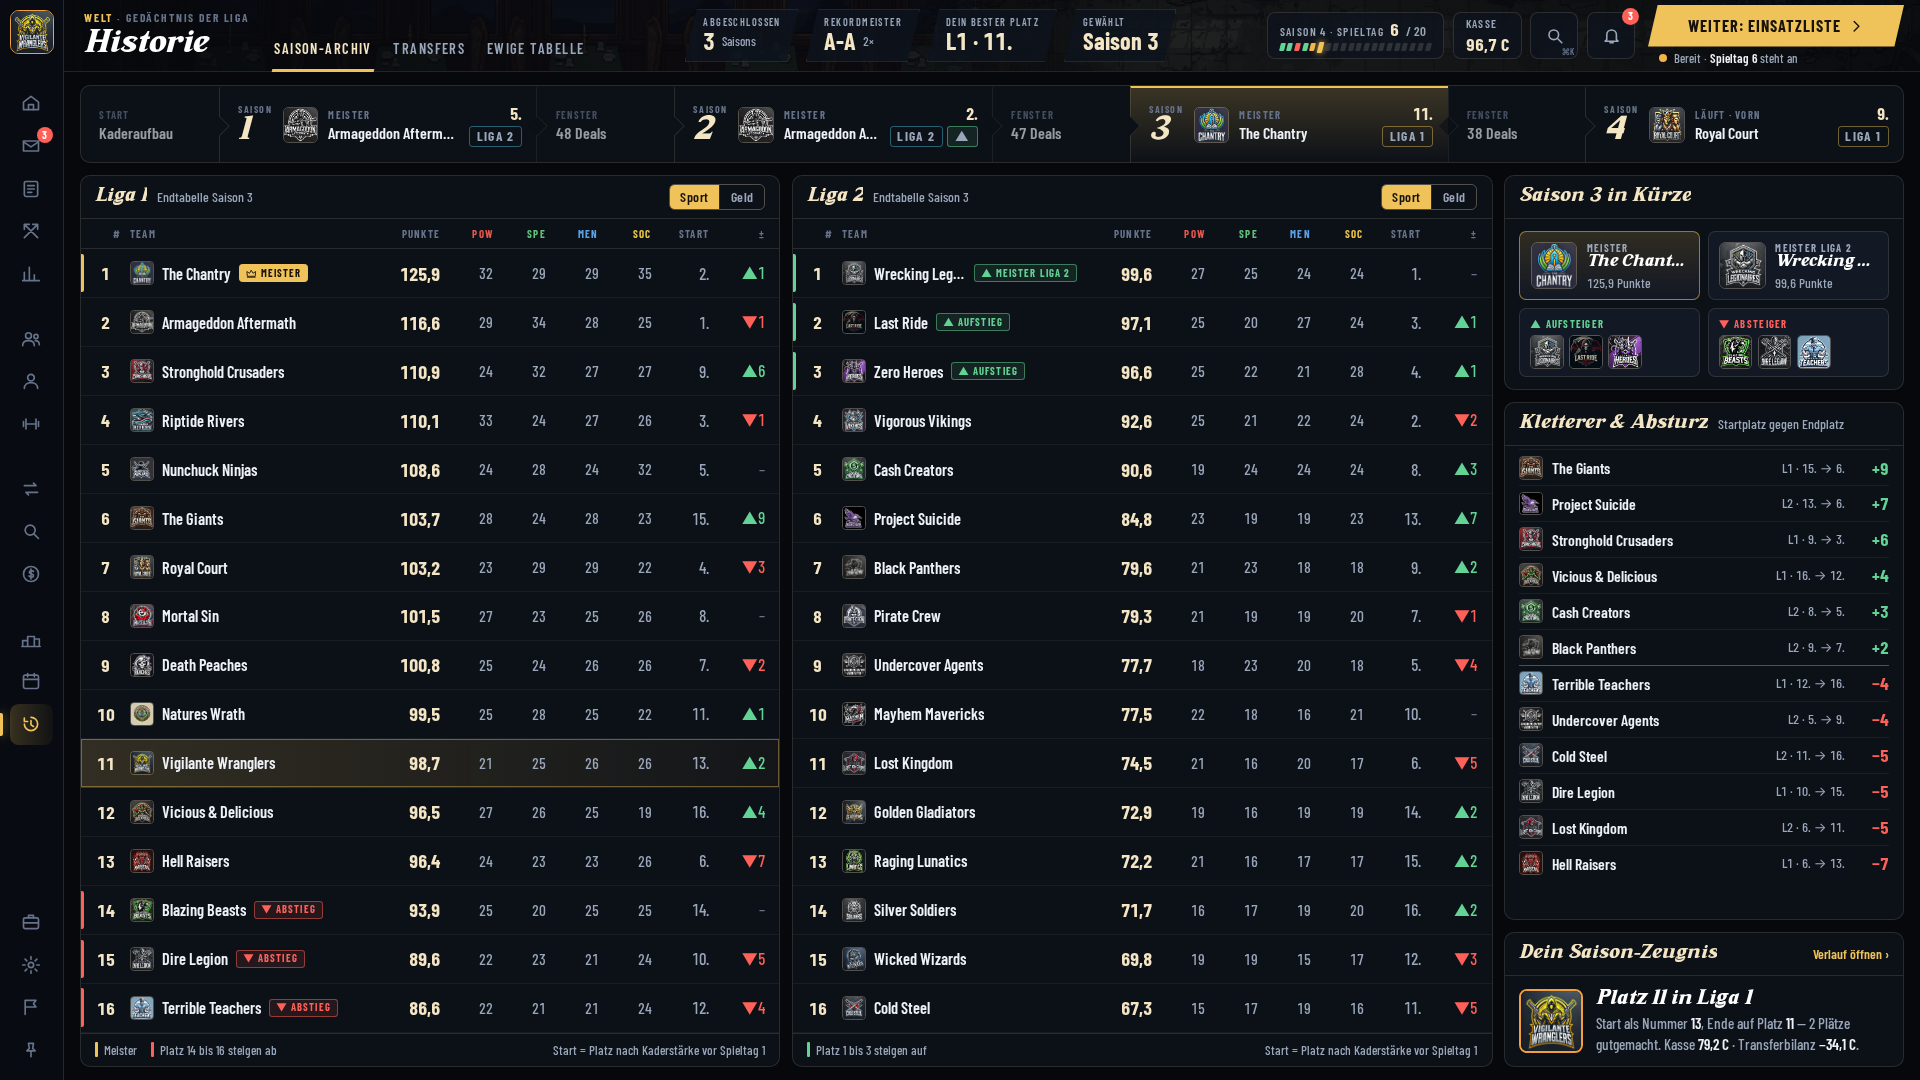 WELT · GEDÄCHTNIS DER LIGA
Historie
SAISON-ARCHIV
TRANSFERS
EWIGE TABELLE
ABGESCHLOSSEN
3 Saisons
REKORDMEISTER
A-A 2×
DEIN BESTER PLATZ
L1 · 11.
GEWÄHLT
Saison 3
SAISON 4 · SPIELTAG 6 / 20
KASSE
96,7 C
⌘K
3
WEITER: EINSATZLISTE
Bereit · Spieltag 6 steht an
3
START
Kaderaufbau
SAISON
1
MEISTER
Armageddon Afterm...
5.
LIGA 2
FENSTER
48 Deals
SAISON
2
MEISTER
Armageddon A...
2.
LIGA 2
FENSTER
47 Deals
SAISON
3
MEISTER
The Chantry
11.
LIGA 1
FENSTER
38 Deals
SAISON
4
LÄUFT · VORN
Royal Court
9.
LIGA 1
Liga 1 Endtabelle Saison 3
Sport Geld
# TEAM PUNKTE POW SPE MEN SOC START ±
1 The Chantry MEISTER 125,9 32 29 29 35 2. ▲1
2 Armageddon Aftermath 116,6 29 34 28 25 1. ▼1
3 Stronghold Crusaders 110,9 24 32 27 27 9. ▲6
4 Riptide Rivers 110,1 33 24 27 26 3. ▼1
5 Nunchuck Ninjas 108,6 24 28 24 32 5. –
6 The Giants 103,7 28 24 28 23 15. ▲9
7 Royal Court 103,2 23 29 29 22 4. ▼3
8 Mortal Sin 101,5 27 23 25 26 8. –
9 Death Peaches 100,8 25 24 26 26 7. ▼2
10 Natures Wrath 99,5 25 28 25 22 11. ▲1
11 Vigilante Wranglers 98,7 21 25 26 26 13. ▲2
12 Vicious & Delicious 96,5 27 26 25 19 16. ▲4
13 Hell Raisers 96,4 24 23 23 26 6. ▼7
14 Blazing Beasts ▼ ABSTIEG 93,9 25 20 25 25 14. –
15 Dire Legion ▼ ABSTIEG 89,6 22 23 21 24 10. ▼5
16 Terrible Teachers ▼ ABSTIEG 86,6 22 21 21 24 12. ▼4
Meister Platz 14 bis 16 steigen ab Start = Platz nach Kaderstärke vor Spieltag 1
Liga 2 Endtabelle Saison 3
Sport Geld
# TEAM PUNKTE POW SPE MEN SOC START ±
1 Wrecking Leg... ▲ MEISTER LIGA 2 99,6 27 25 24 24 1. –
2 Last Ride ▲ AUFSTIEG 97,1 25 20 27 24 3. ▲1
3 Zero Heroes ▲ AUFSTIEG 96,6 25 22 21 28 4. ▲1
4 Vigorous Vikings 92,6 25 21 22 24 2. ▼2
5 Cash Creators 90,6 19 24 24 24 8. ▲3
6 Project Suicide 84,8 23 19 19 23 13. ▲7
7 Black Panthers 79,6 21 23 18 18 9. ▲2
8 Pirate Crew 79,3 21 19 19 20 7. ▼1
9 Undercover Agents 77,7 18 23 20 18 5. ▼4
10 Mayhem Mavericks 77,5 22 18 16 21 10. –
11 Lost Kingdom 74,5 21 16 20 17 6. ▼5
12 Golden Gladiators 72,9 19 16 19 19 14. ▲2
13 Raging Lunatics 72,2 21 16 17 17 15. ▲2
14 Silver Soldiers 71,7 16 17 19 20 16. ▲2
15 Wicked Wizards 69,8 19 19 15 17 12. ▼3
16 Cold Steel 67,3 15 17 19 16 11. ▼5
Platz 1 bis 3 steigen auf Start = Platz nach Kaderstärke vor Spieltag 1
Saison 3 in Kürze
MEISTER
The Chant...
125,9 Punkte
MEISTER LIGA 2
Wrecking ...
99,6 Punkte
▲ AUFSTEIGER
▼ ABSTEIGER
Kletterer & Absturz Startplatz gegen Endplatz
The Giants L1 · 15. → 6. +9
Project Suicide L2 · 13. → 6. +7
Stronghold Crusaders L1 · 9. → 3. +6
Vicious & Delicious L1 · 16. → 12. +4
Cash Creators L2 · 8. → 5. +3
Black Panthers L2 · 9. → 7. +2
Terrible Teachers L1 · 12. → 16. −4
Undercover Agents L2 · 5. → 9. −4
Cold Steel L2 · 11. → 16. −5
Dire Legion L1 · 10. → 15. −5
Lost Kingdom L2 · 6. → 11. −5
Hell Raisers L1 · 6. → 13. −7
Dein Saison-Zeugnis Verlauf öffnen ›
Platz 11 in Liga 1
Start als Nummer 13, Ende auf Platz 11 — 2 Plätze
gutgemacht. Kasse 79,2 C · Transferbilanz −34,1 C.